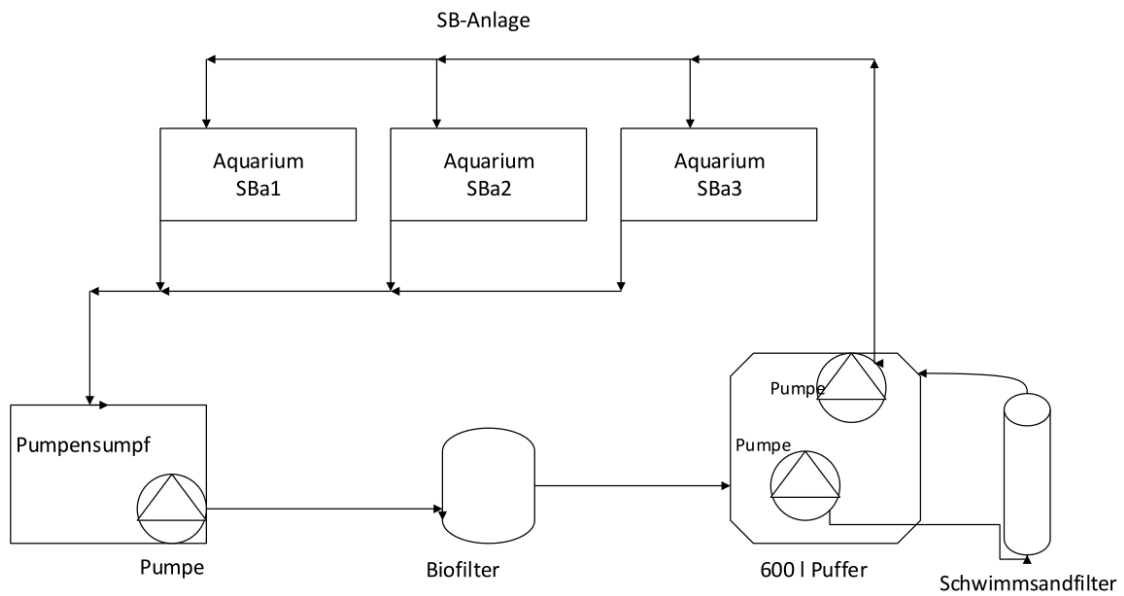 SB-Anlage
Aquarium
SBa1
Aquarium
SBa2
Aquarium
SBa3
Pumpe
Pumpe
Pumpensumpf
Pumpe
Biofilter
600 l Puffer
Schwimmsandfilter